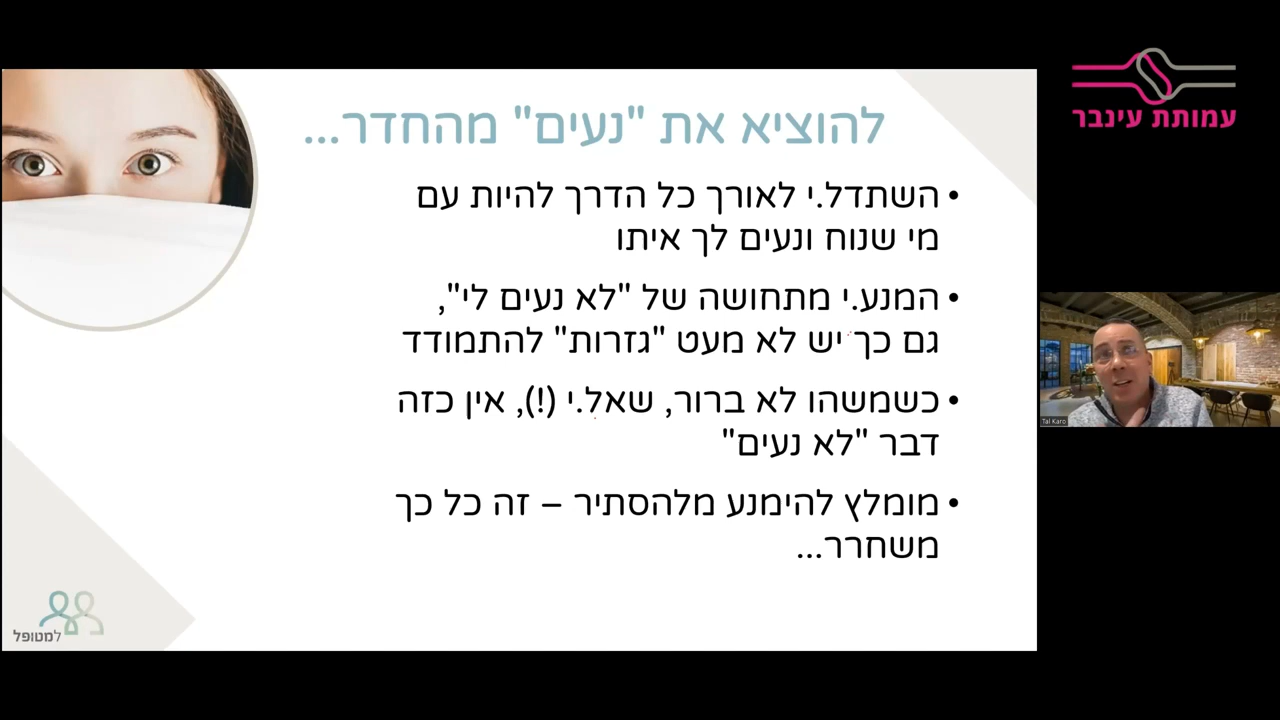 להוציא את "נעים" מהחדר...
• השתדל.י לאורך כל הדרך להיות עם
מי שנוח ונעים לך איתו
• המנע.י מתחושה של "לא נעים לי",
גם כך יש לא מעט "גזרות" להתמודד
• כשמשהו לא ברור, שאל.י (!), אין כזה
דבר "לא נעים"
• מומלץ להימנע מלהסתיר – זה כל כך
משחרר...
למטופל
עמותת עינבר
Tal Karo